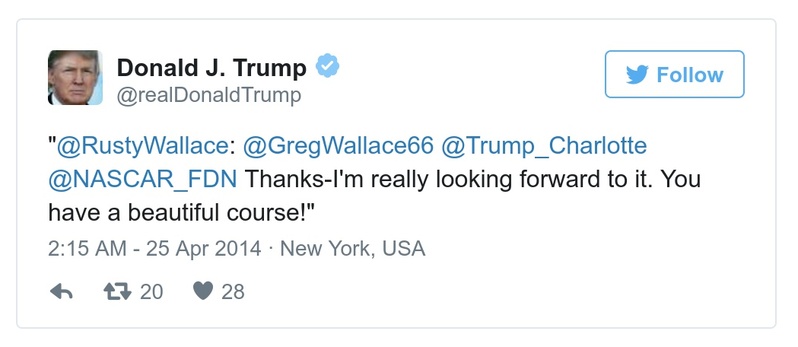 Donald J. Trump
@realDonaldTrump
Follow
"@RustyWallace: @GregWallace66 @Trump_Charlotte
@NASCAR_FDN Thanks-I'm really looking forward to it. You
have a beautiful course!"
2:15 AM - 25 Apr 2014 · New York, USA
20 28